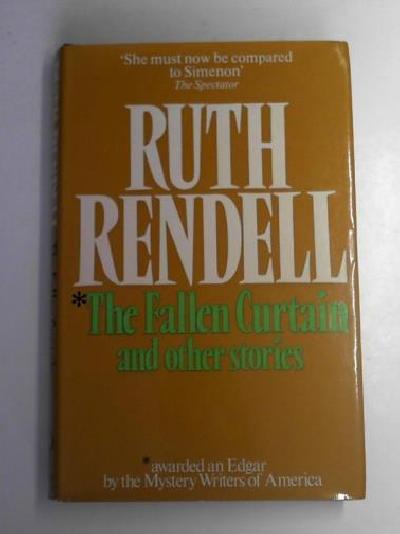 'She must now be compared
to Simenon'
The Spectator
RUTH
RENDELL
*The Fallen Curtain
and other stories
*awarded an Edgar
by the Mystery Writers of America